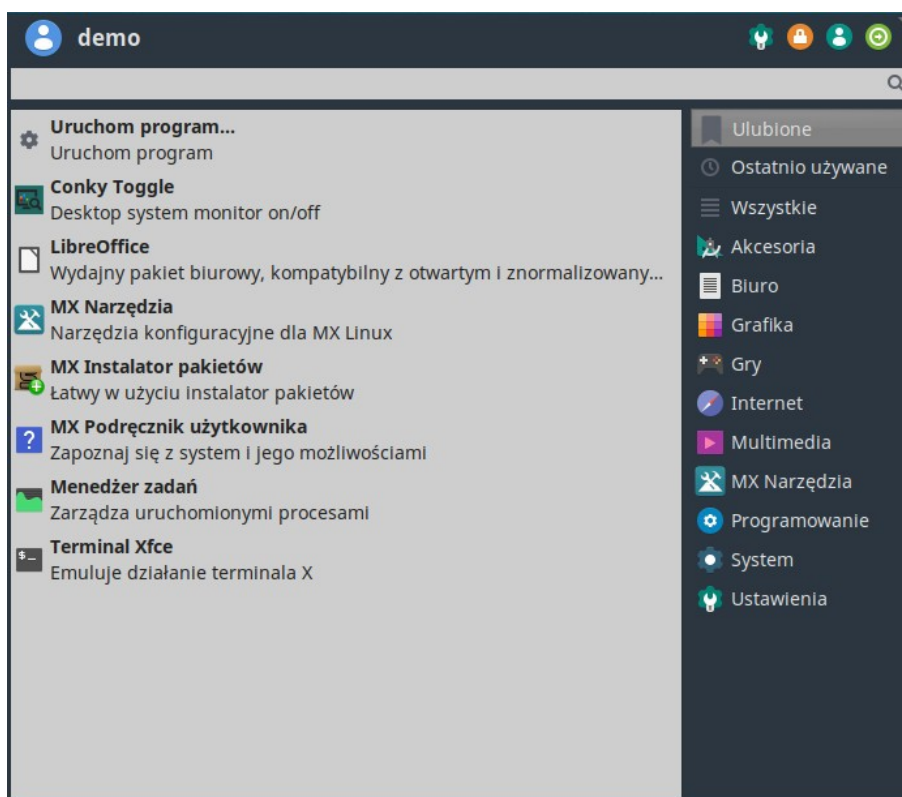 demo
Uruchom program...
Uruchom program
Conky Toggle
Desktop system monitor on/off
LibreOffice
Wydajny pakiet biurowy, kompatybilny z otwartym i znormalizowany...
MX Narzędzia
Narzędzia konfiguracyjne dla MX Linux
MX Instalator pakietów
Łatwy w użyciu instalator pakietów
MX Podręcznik użytkownika
Zapoznaj się z system i jego możliwościami
Menedżer zadań
Zarządza uruchomionymi procesami
Terminal Xfce
Emuluje działanie terminala X
Ulubione
Ostatnio używane
Wszystkie
Akcesoria
Biuro
Grafika
Gry
Internet
Multimedia
MX Narzędzia
Programowanie
System
Ustawienia